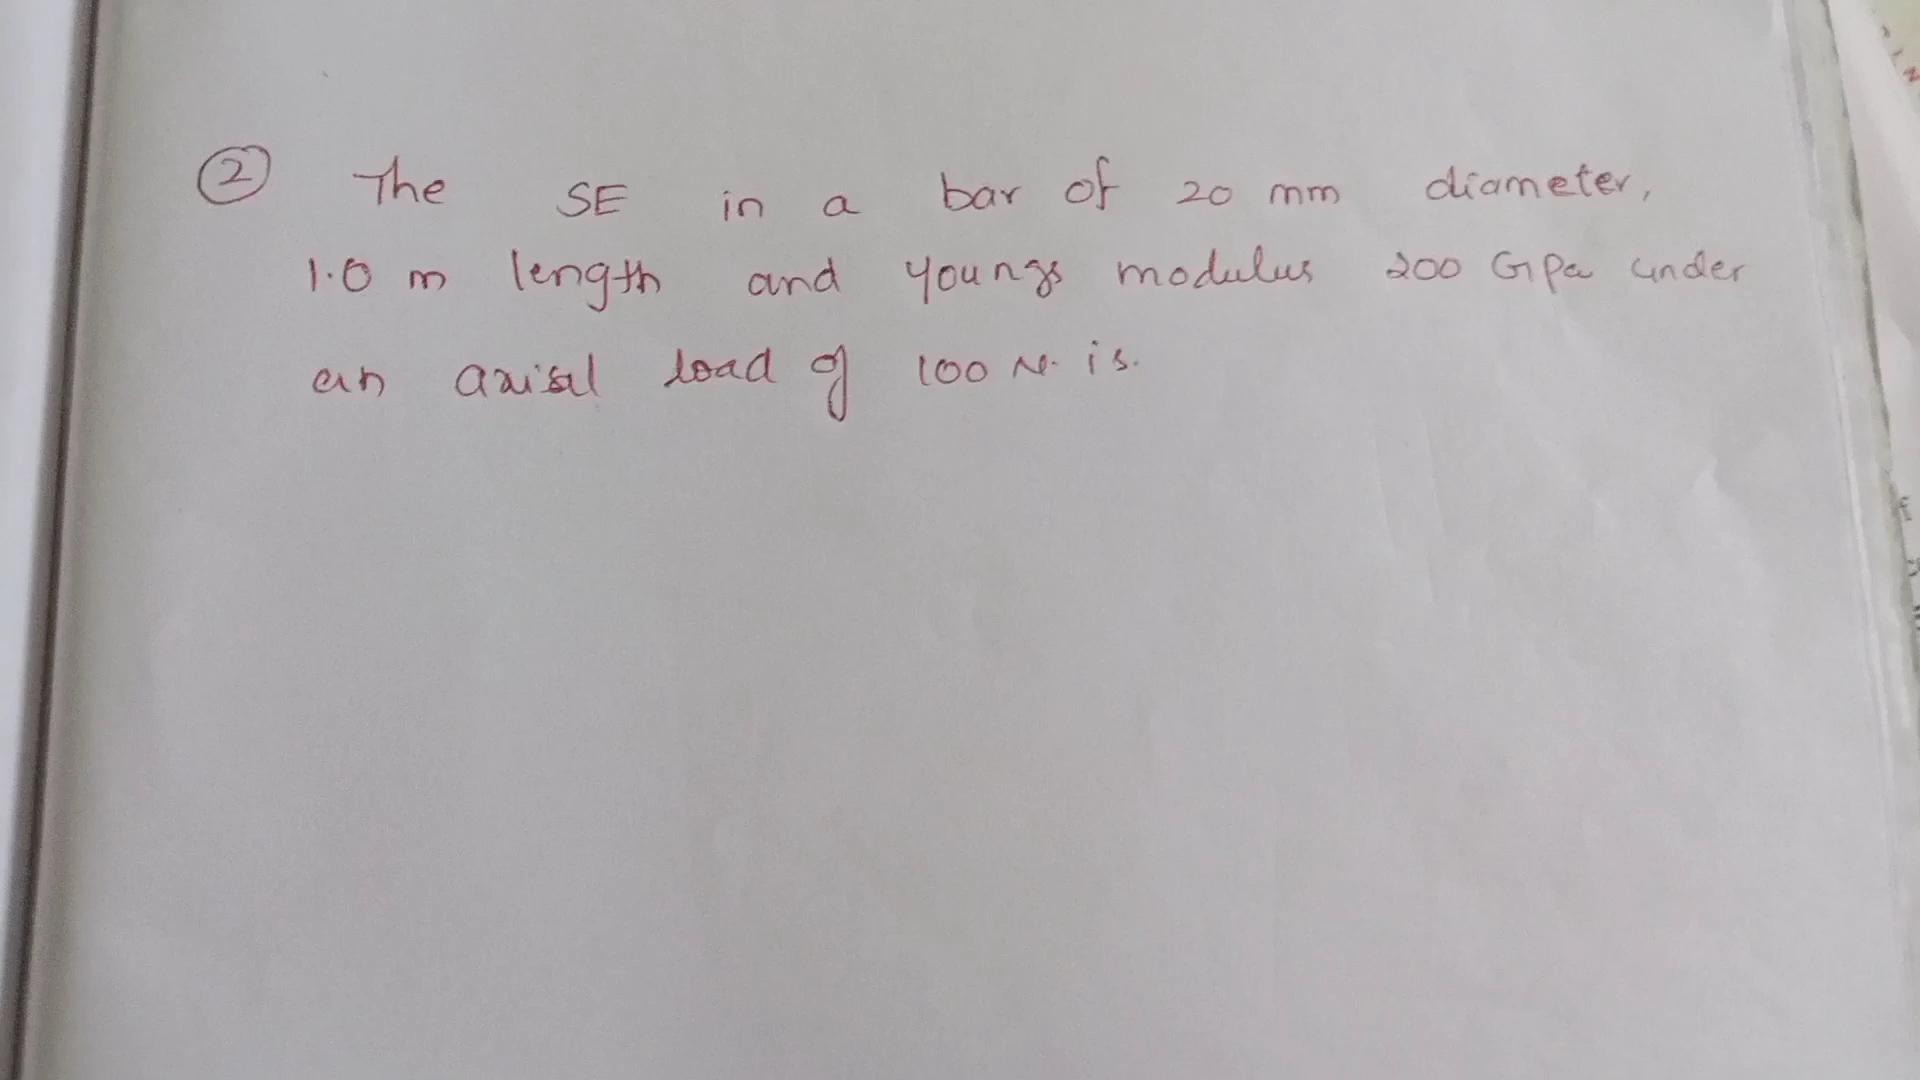 ② The SE in a bar of 20 mm diameter,
1.0 m length and youngs modulus 200 Gpa under
an axial load of 100 N. is.